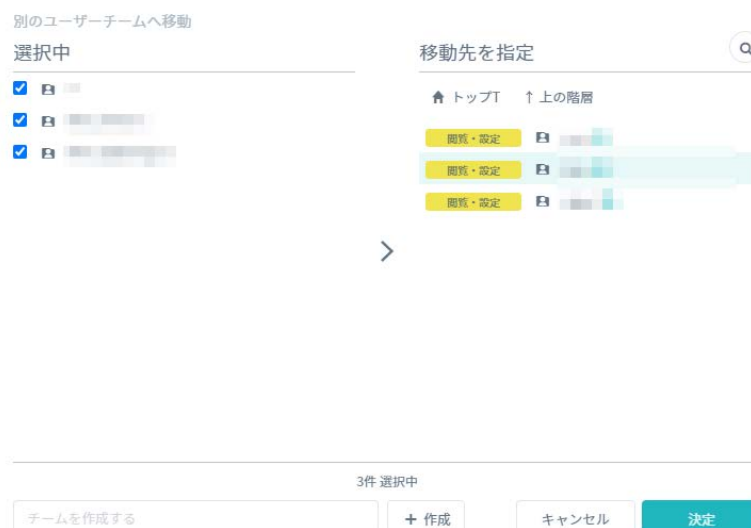 別のユーザーチームへ移動
選択中
移動先を指定
トップT ↑上の階層
閲覧・設定
閲覧・設定
閲覧・設定
3件 選択中
チームを作成する
+ 作成
キャンセル
決定